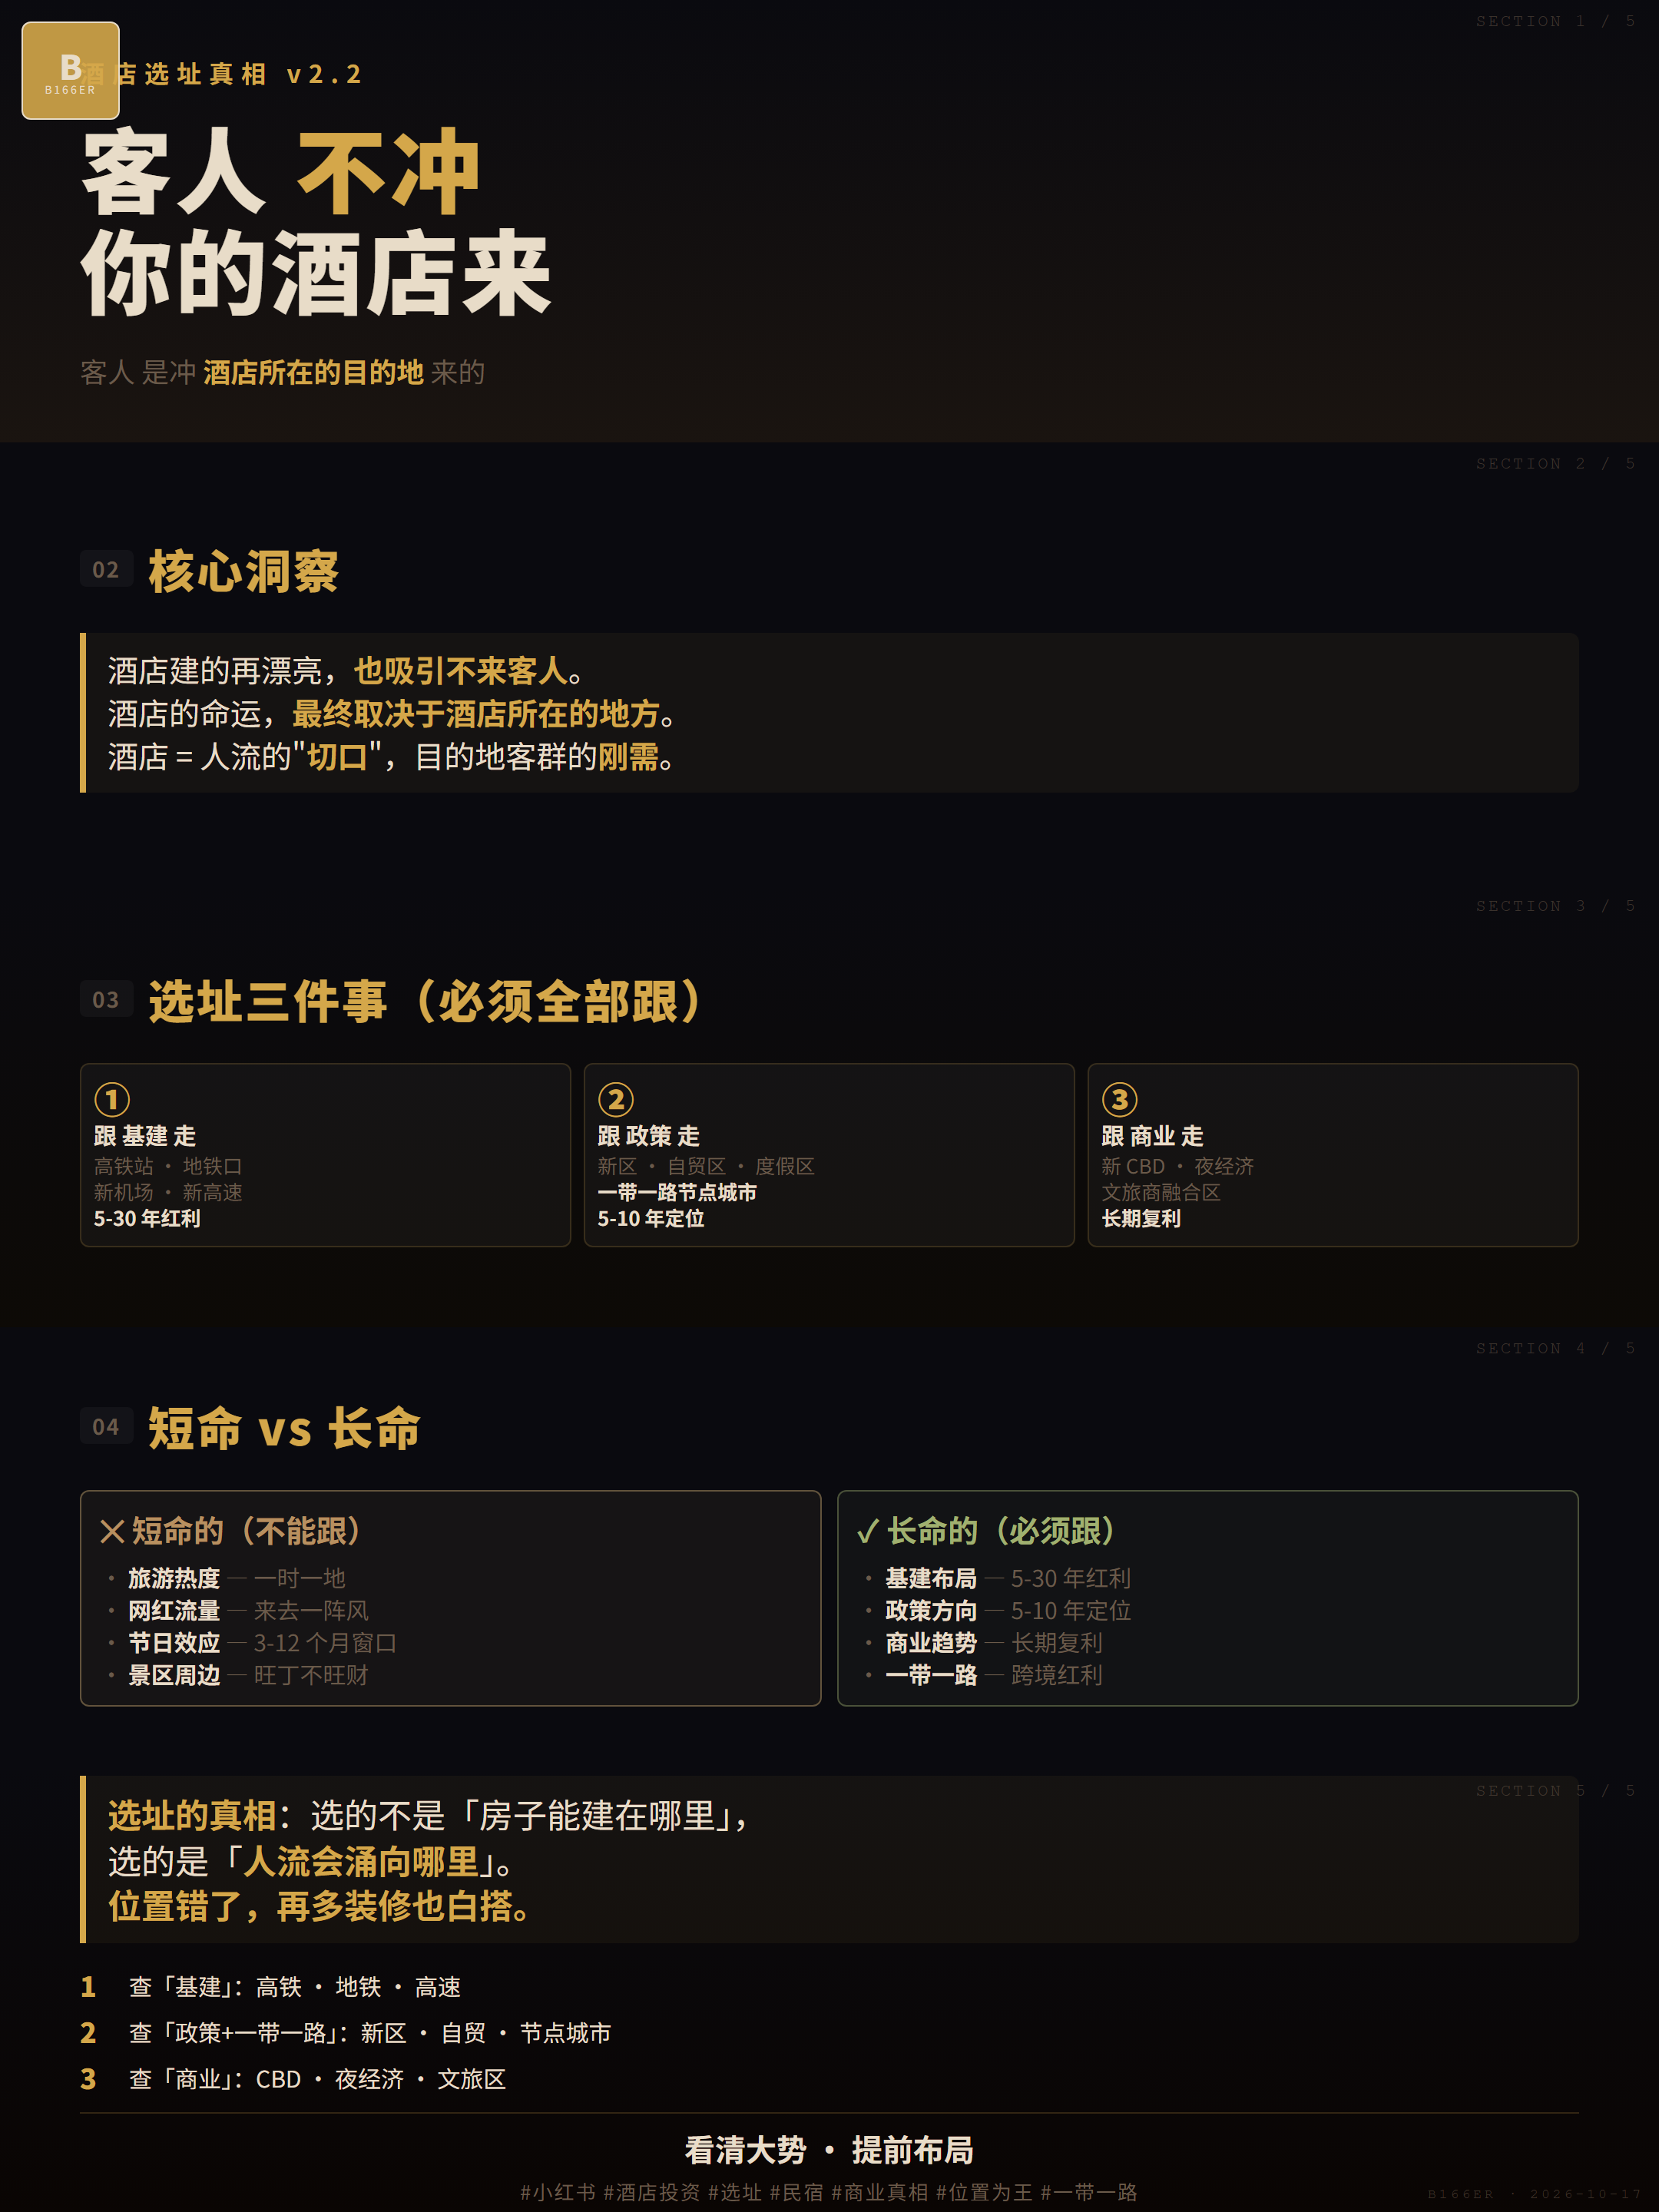 SECTION 1 / 5
B
B166ER
酒店选址真相 v2.2
客人 不冲
你的酒店来
客人 是冲 酒店所在的目的地 来的
SECTION 2 / 5
02 核心洞察
酒店建的再漂亮，也吸引不来客人。
酒店的命运，最终取决于酒店所在的地方。
酒店 = 人流的"切口"，目的地客群的刚需。
SECTION 3 / 5
03 选址三件事（必须全部跟）
①
跟 基建 走
高铁站 · 地铁口
新机场 · 新高速
5-30 年红利
②
跟 政策 走
新区 · 自贸区 · 度假区
一带一路节点城市
5-10 年定位
③
跟 商业 走
新 CBD · 夜经济
文旅商融合区
长期复利
SECTION 4 / 5
04 短命 vs 长命
✕ 短命的（不能跟）
· 旅游热度 — 一时一地
· 网红流量 — 来去一阵风
· 节日效应 — 3-12 个月窗口
· 景区周边 — 旺丁不旺财
✓ 长命的（必须跟）
· 基建布局 — 5-30 年红利
· 政策方向 — 5-10 年定位
· 商业趋势 — 长期复利
· 一带一路 — 跨境红利
SECTION 5 / 5
选址的真相：选的不是「房子能建在哪里」，
选的是「人流会涌向哪里」。
位置错了，再多装修也白搭。
1 查「基建」：高铁 · 地铁 · 高速
2 查「政策+一带一路」：新区 · 自贸 · 节点城市
3 查「商业」：CBD · 夜经济 · 文旅区
看清大势 · 提前布局
#小红书 #酒店投资 #选址 #民宿 #商业真相 #位置为王 #一带一路
B166ER · 2026-10-17